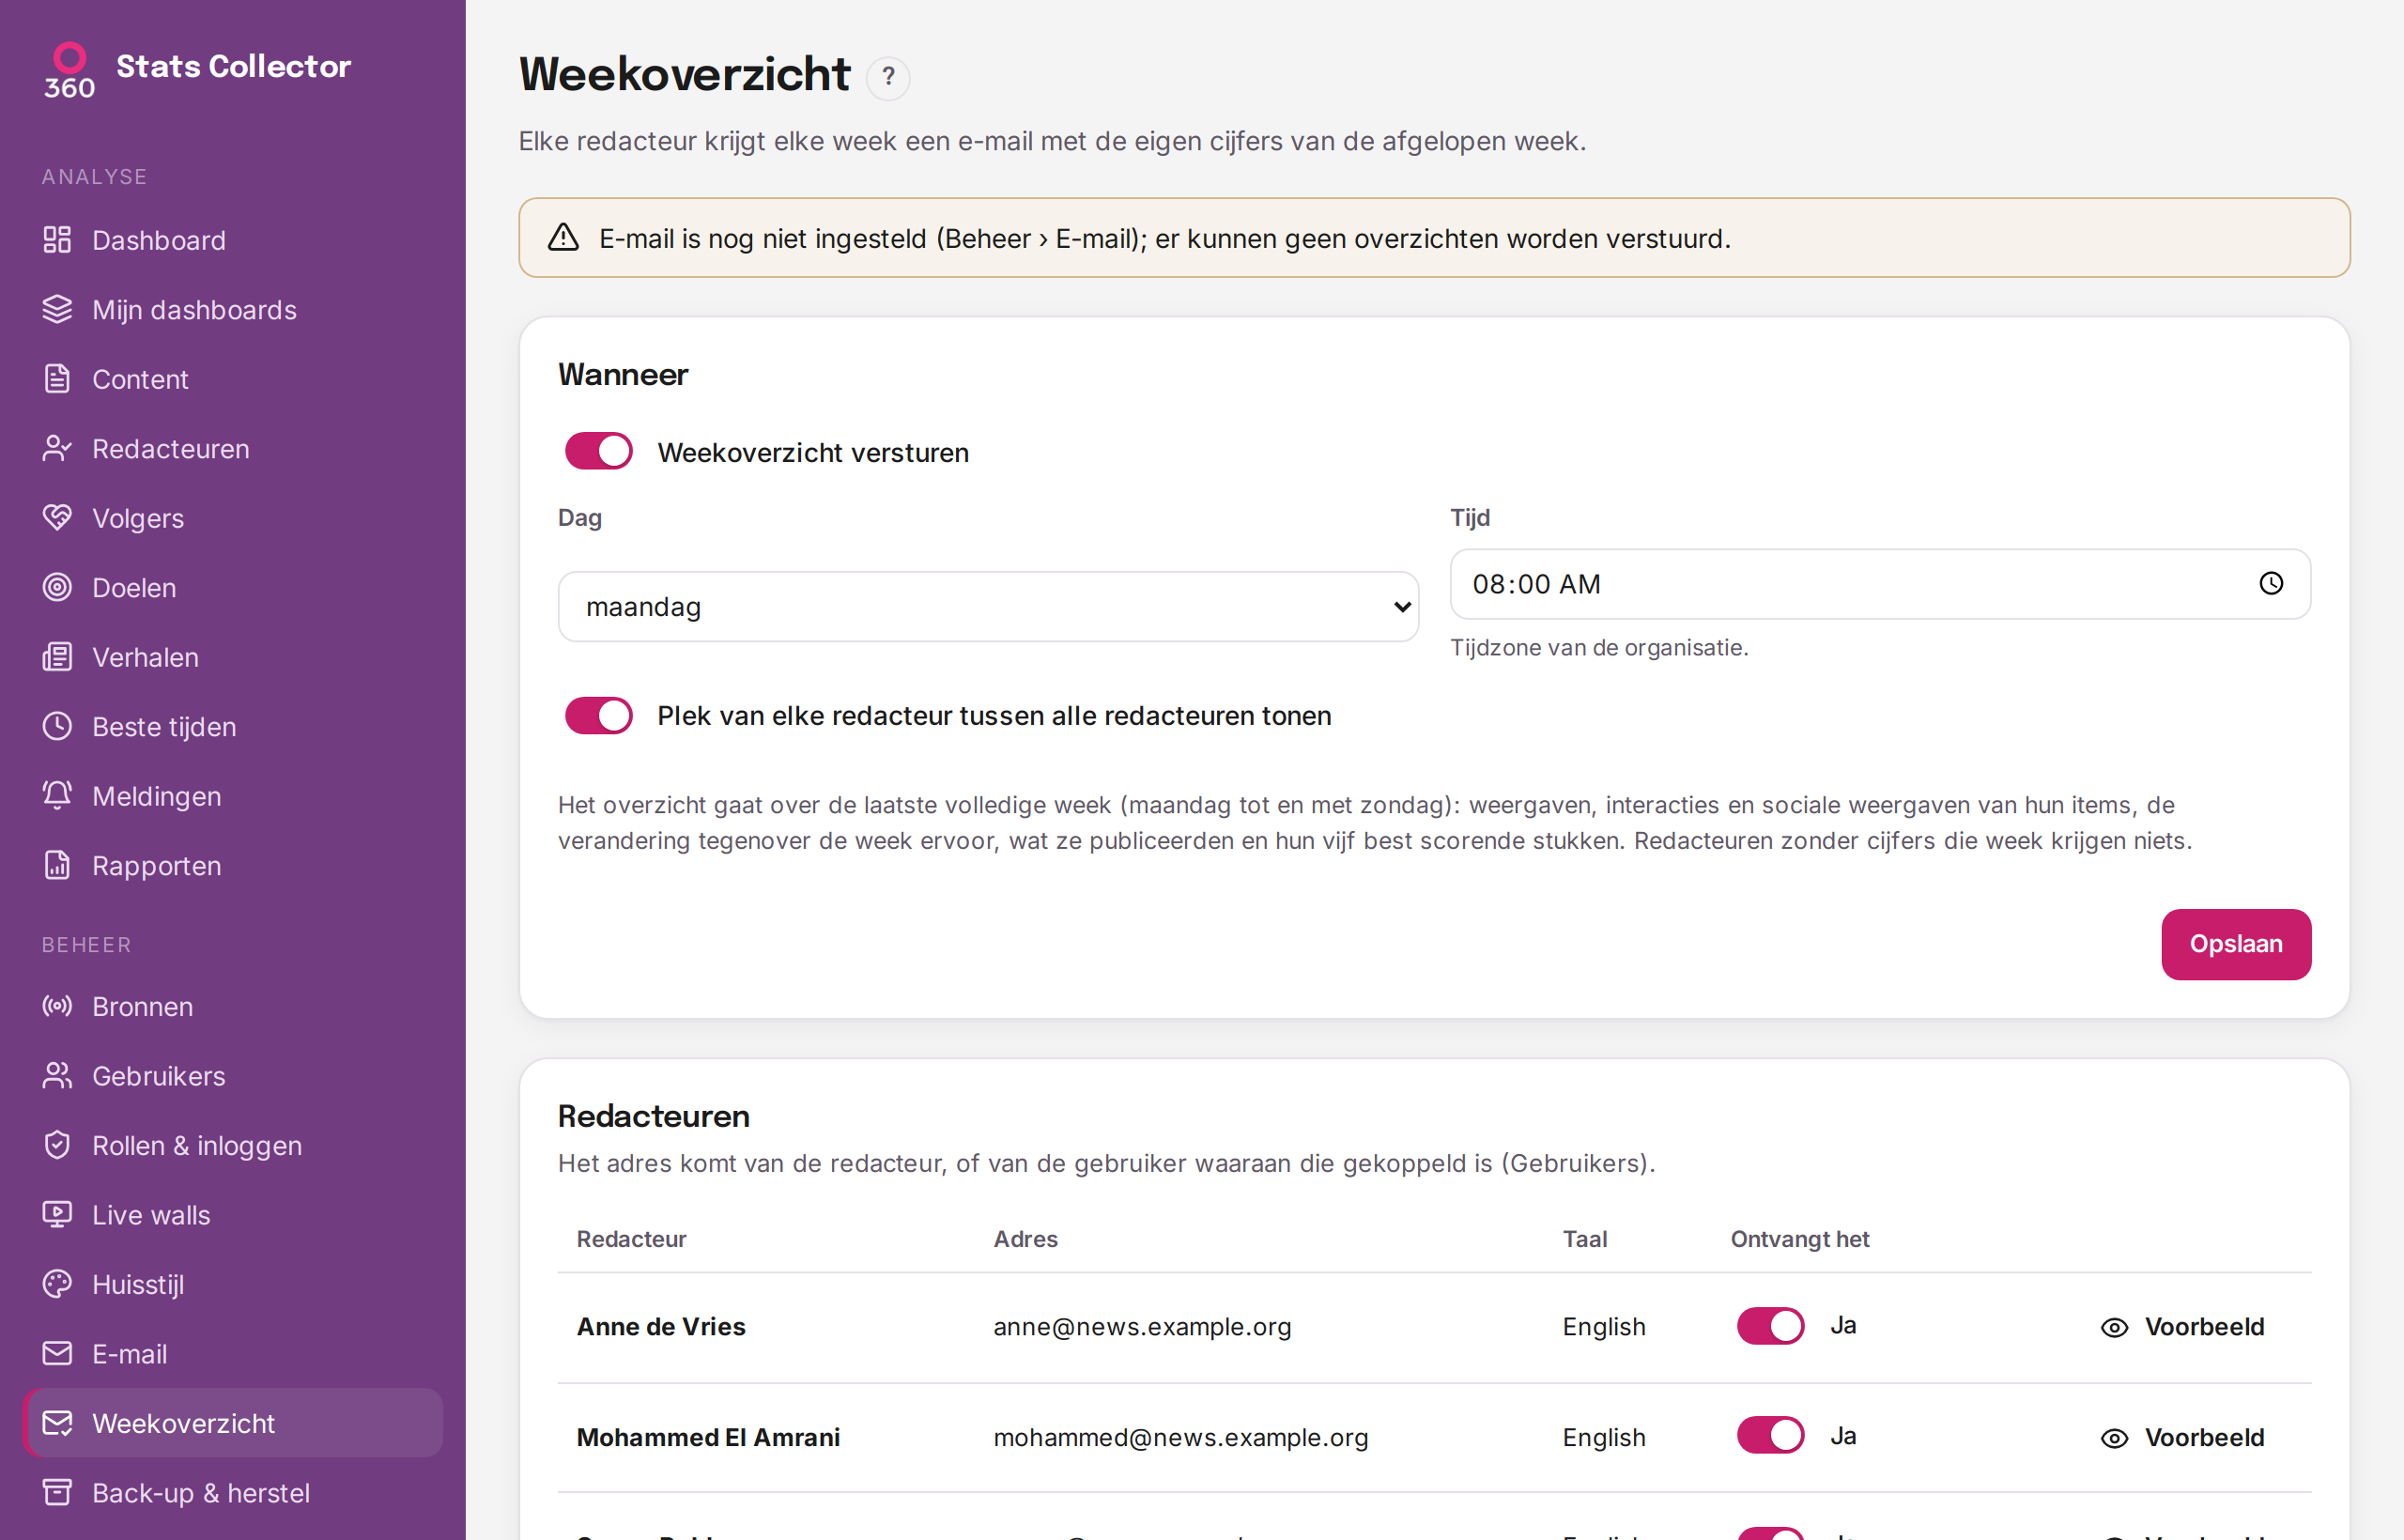 360
Stats Collector
ANALYSE
Dashboard
Mijn dashboards
Content
Redacteuren
Volgers
Doelen
Verhalen
Beste tijden
Meldingen
Rapporten
BEHEER
Bronnen
Gebruikers
Rollen & inloggen
Live walls
Huisstijl
E-mail
Weekoverzicht
Back-up & herstel
Weekoverzicht ?
Elke redacteur krijgt elke week een e-mail met de eigen cijfers van de afgelopen week.
E-mail is nog niet ingesteld (Beheer › E-mail); er kunnen geen overzichten worden verstuurd.
Wanneer
Weekoverzicht versturen
Dag
maandag
Tijd
08:00 AM
Tijdzone van de organisatie.
Plek van elke redacteur tussen alle redacteuren tonen
Het overzicht gaat over de laatste volledige week (maandag tot en met zondag): weergaven, interacties en sociale weergaven van hun items, de
verandering tegenover de week ervoor, wat ze publiceerden en hun vijf best scorende stukken. Redacteuren zonder cijfers die week krijgen niets.
Opslaan
Redacteuren
Het adres komt van de redacteur, of van de gebruiker waaraan die gekoppeld is (Gebruikers).
Redacteur Adres Taal Ontvangt het
Anne de Vries anne@news.example.org English Ja Voorbeeld
Mohammed El Amrani mohammed@news.example.org English Ja Voorbeeld